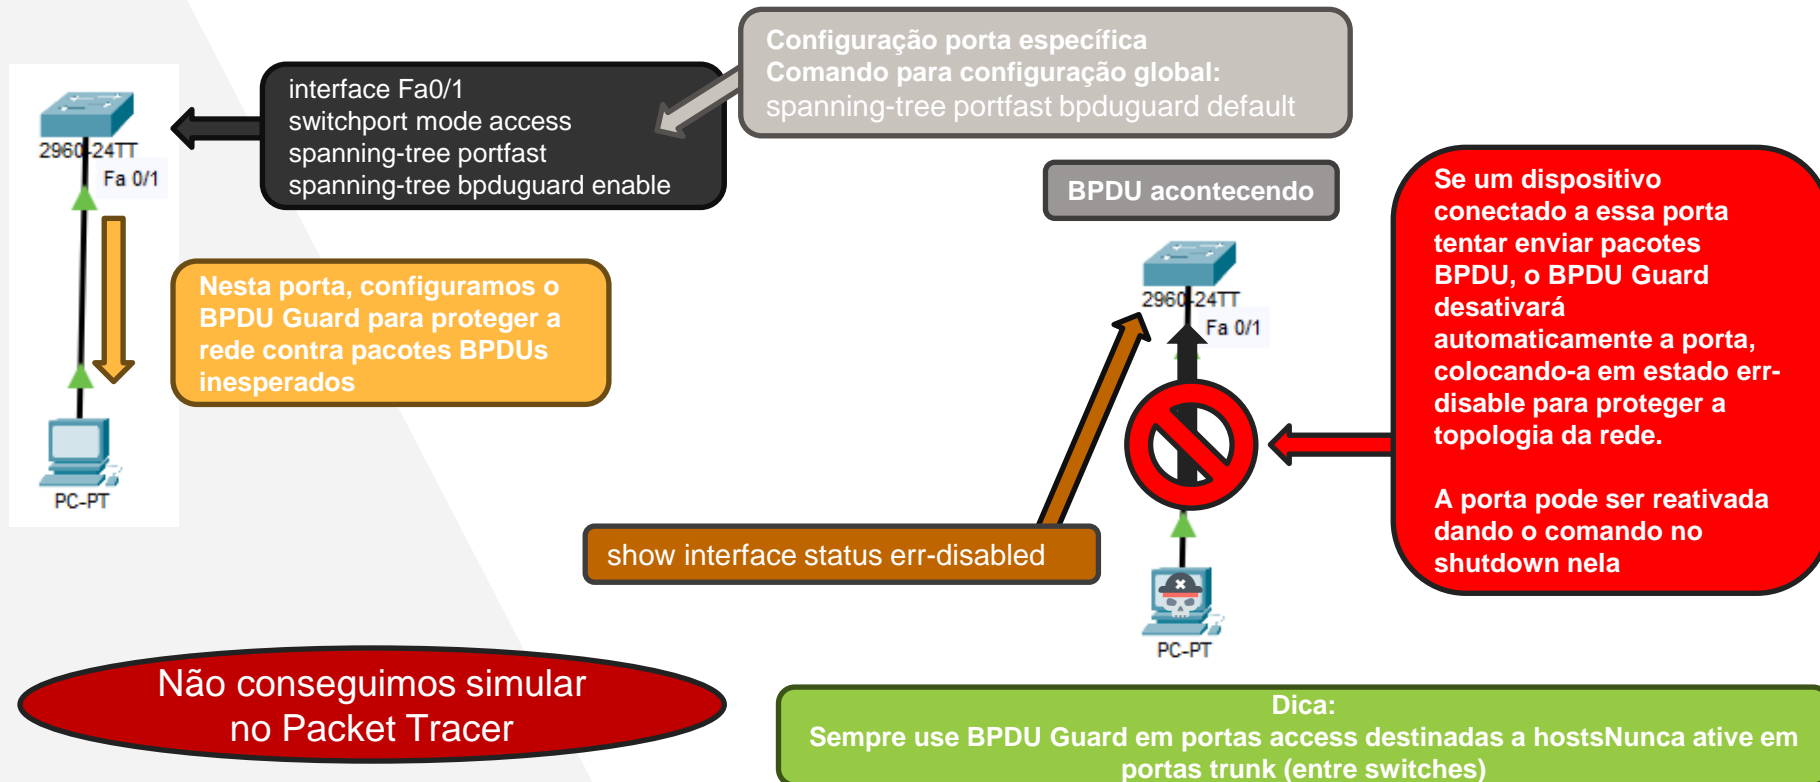 Configuração porta específica
Comando para configuração global:
spanning-tree portfast bpduguard default
interface Fa0/1
switchport mode access
spanning-tree portfast
spanning-tree bpduguard enable
2960-24TT
Fa 0/1
Nesta porta, configuramos o
BPDU Guard para proteger a
rede contra pacotes BPDUs
inesperados
PC-PT
BPDU acontecendo
2960-24TT
Fa 0/1
Se um dispositivo
conectado a essa porta
tentar enviar pacotes
BPDU, o BPDU Guard
desativará
automaticamente a porta,
colocando-a em estado err-
disable para proteger a
topologia da rede.
A porta pode ser reativada
dando o comando no
shutdown nela
show interface status err-disabled
PC-PT
Não conseguimos simular
no Packet Tracer
Dica:
Sempre use BPDU Guard em portas access destinadas a hostsNunca ative em
portas trunk (entre switches)